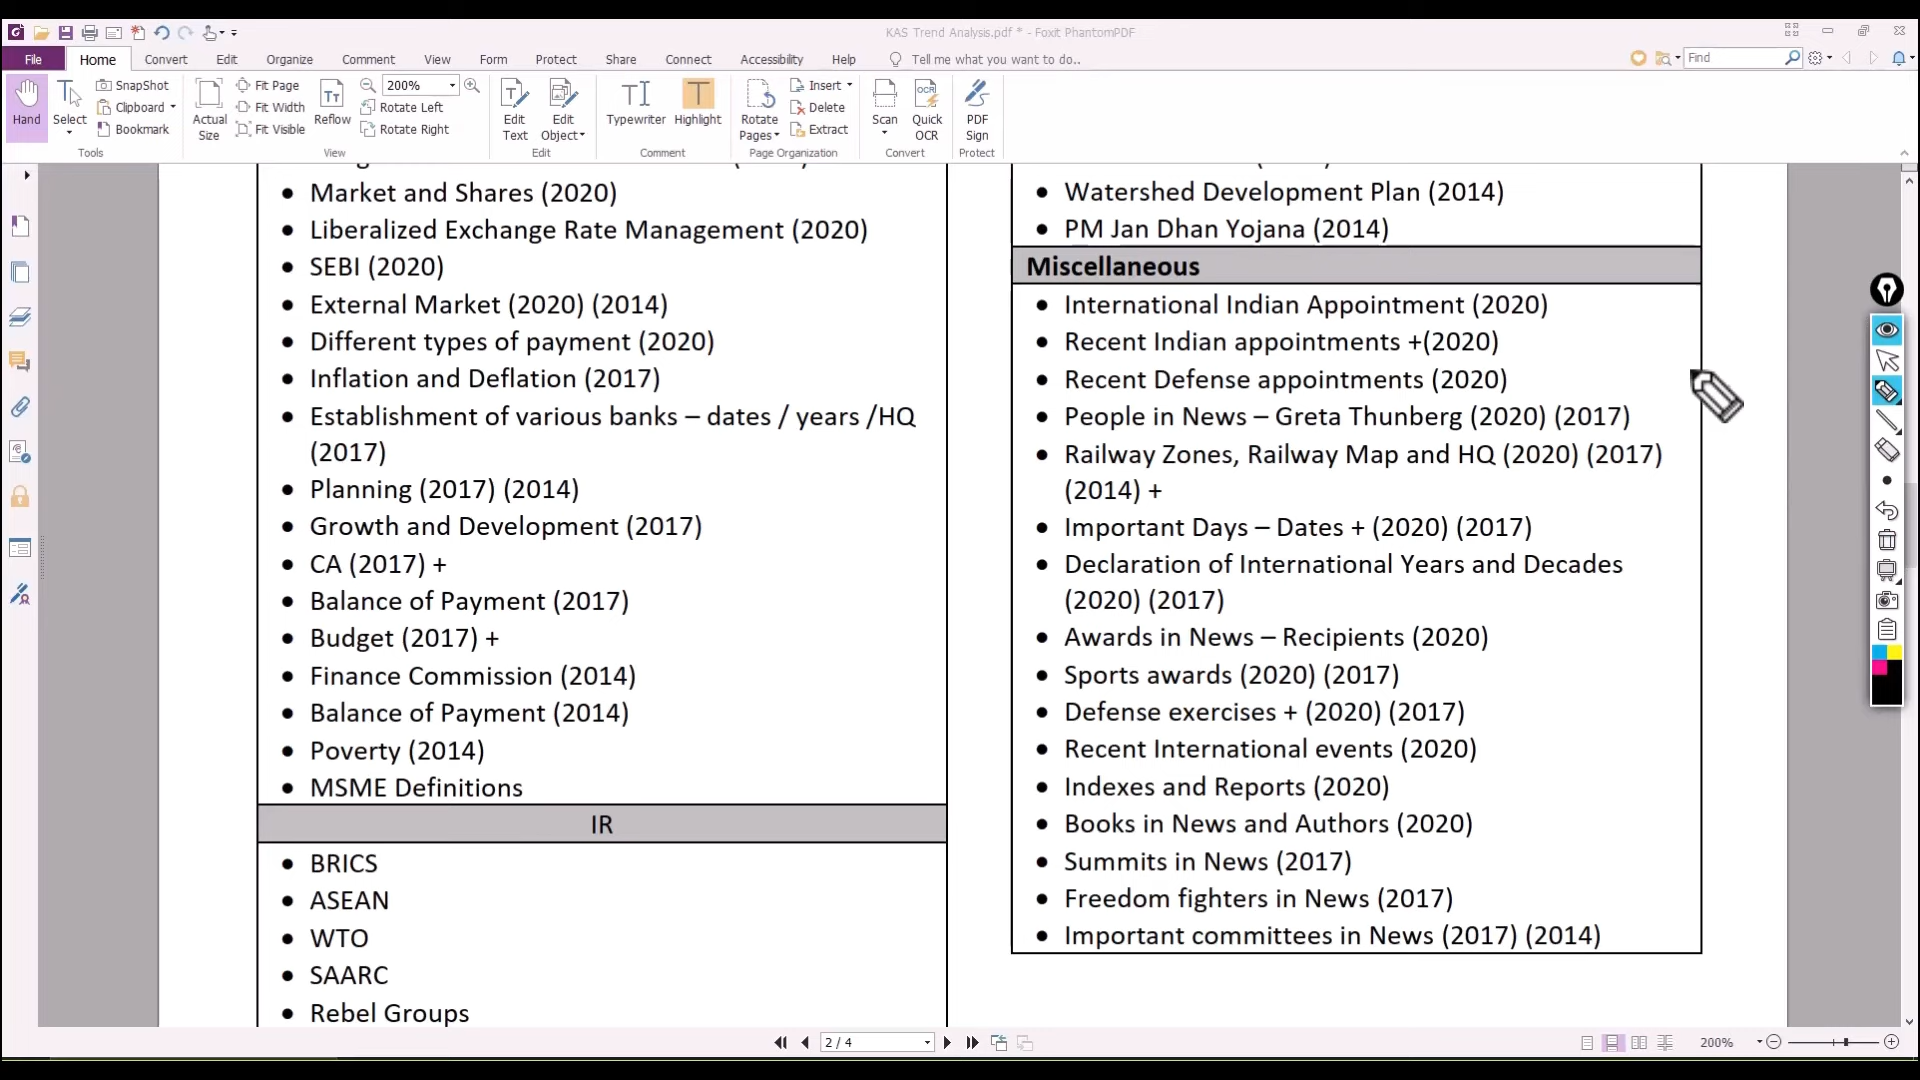 KAS Trend Analysis.pdf * - Foxit PhantomPDF
File
Home
Convert
Edit
Organize
Comment
View
Form
Protect
Share
Connect
Accessibility
Help
Tell me what you want to do..
Find
Hand
Select
SnapShot
Clipboard
Bookmark
Tools
Actual Size
Fit Page
Fit Width
Fit Visible
Reflow
200%
Rotate Left
Rotate Right
View
Edit Text
Edit Object
Edit
Typewriter
Highlight
Comment
Rotate Pages
Insert
Delete
Extract
Page Organization
Scan
OCR
Quick OCR
Convert
PDF Sign
Protect
• Market and Shares (2020)
• Liberalized Exchange Rate Management (2020)
• SEBI (2020)
• External Market (2020) (2014)
• Different types of payment (2020)
• Inflation and Deflation (2017)
• Establishment of various banks – dates / years /HQ
(2017)
• Planning (2017) (2014)
• Growth and Development (2017)
• CA (2017) +
• Balance of Payment (2017)
• Budget (2017) +
• Finance Commission (2014)
• Balance of Payment (2014)
• Poverty (2014)
• MSME Definitions
IR
• BRICS
• ASEAN
• WTO
• SAARC
• Rebel Groups
• Watershed Development Plan (2014)
• PM Jan Dhan Yojana (2014)
Miscellaneous
• International Indian Appointment (2020)
• Recent Indian appointments +(2020)
• Recent Defense appointments (2020)
• People in News – Greta Thunberg (2020) (2017)
• Railway Zones, Railway Map and HQ (2020) (2017)
(2014) +
• Important Days – Dates + (2020) (2017)
• Declaration of International Years and Decades
(2020) (2017)
• Awards in News – Recipients (2020)
• Sports awards (2020) (2017)
• Defense exercises + (2020) (2017)
• Recent International events (2020)
• Indexes and Reports (2020)
• Books in News and Authors (2020)
• Summits in News (2017)
• Freedom fighters in News (2017)
• Important committees in News (2017) (2014)
2 / 4
200%